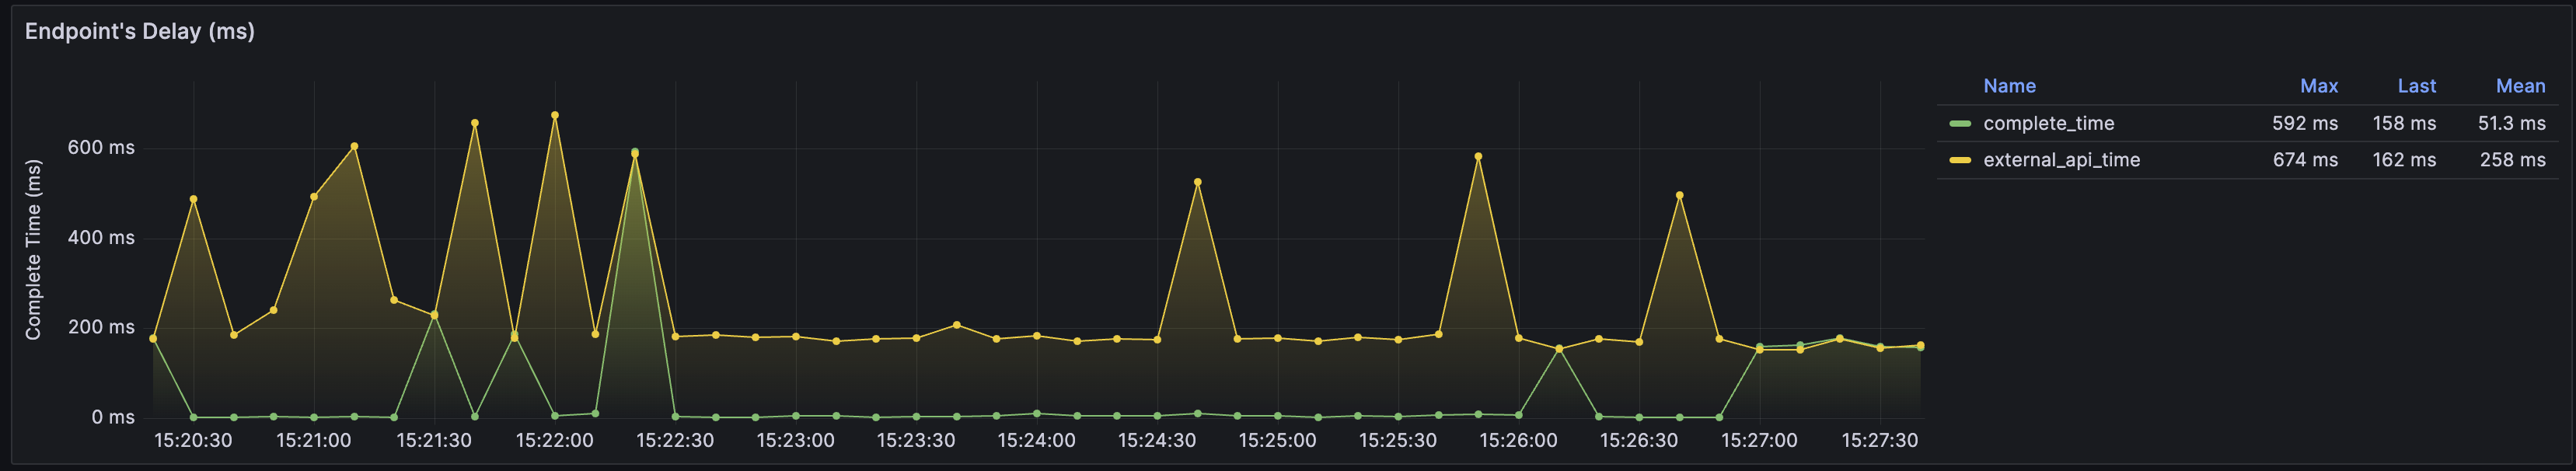 Endpoint's Delay (ms)
Complete Time (ms)
600 ms
400 ms
200 ms
0 ms
15:20:30 15:21:00 15:21:30 15:22:00 15:22:30 15:23:00 15:23:30 15:24:00 15:24:30 15:25:00 15:25:30 15:26:00 15:26:30 15:27:00 15:27:30
Name Max Last Mean
complete_time 592 ms 158 ms 51.3 ms
external_api_time 674 ms 162 ms 258 ms